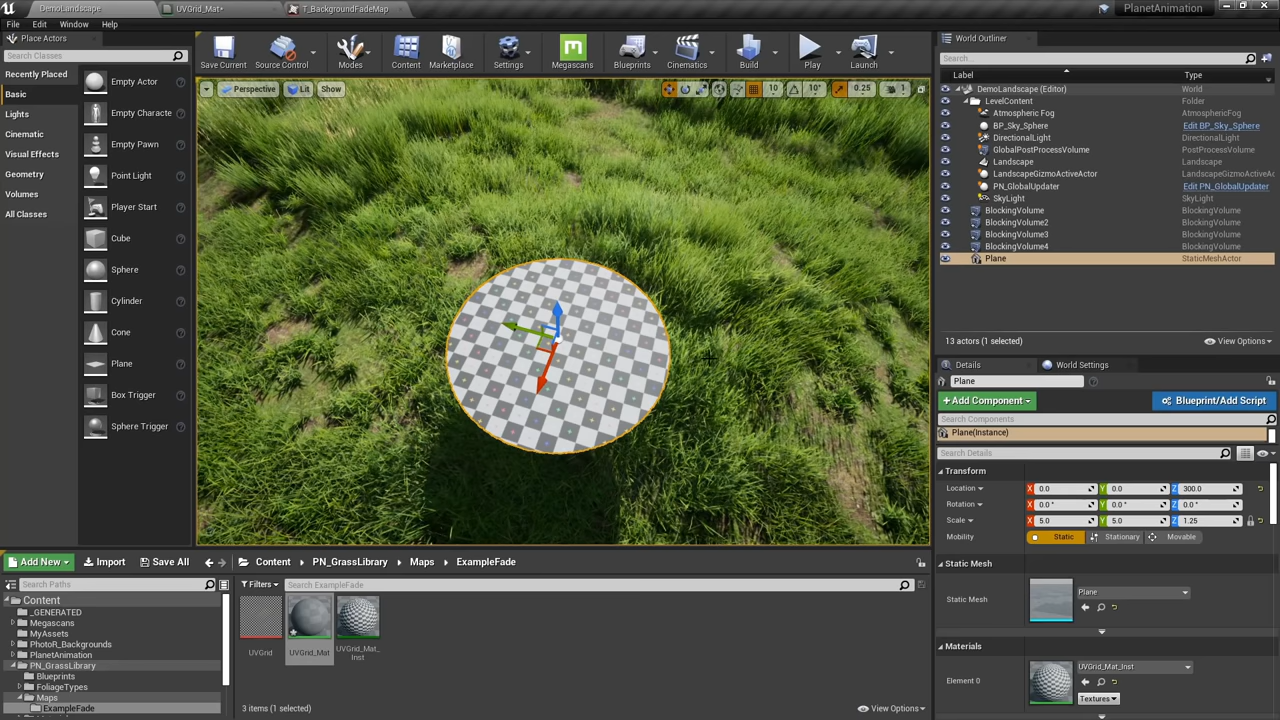 DemoLandscape
UVGrid_Mat*
T_BackgroundFadeMap
PlanetAnimation
File
Edit
Window
Help
Place Actors
Search Classes
Recently Placed
Basic
Lights
Cinematic
Visual Effects
Geometry
Volumes
All Classes
Empty Actor
Empty Characte
Empty Pawn
Point Light
Player Start
Cube
Sphere
Cylinder
Cone
Plane
Box Trigger
Sphere Trigger
Save Current
Source Control
Modes
Content
Marketplace
Settings
Megascans
Blueprints
Cinematics
Build
Play
Launch
Perspective
Lit
Show
10
10°
0.25
1
World Outliner
Search...
Label
Type
DemoLandscape (Editor)
World
LevelContent
Folder
Atmospheric Fog
AtmosphericFog
BP_Sky_Sphere
Edit BP_Sky_Sphere
DirectionalLight
DirectionalLight
GlobalPostProcessVolume
PostProcessVolume
Landscape
Landscape
LandscapeGizmoActiveActor
LandscapeGizmoActiveAc
PN_GlobalUpdater
Edit PN_GlobalUpdater
SkyLight
SkyLight
BlockingVolume
BlockingVolume
BlockingVolume2
BlockingVolume
BlockingVolume3
BlockingVolume
BlockingVolume4
BlockingVolume
Plane
StaticMeshActor
13 actors (1 selected)
View Options
Details
World Settings
Plane
+Add Component
Blueprint/Add Script
Search Components
Plane(Instance)
Search Details
Transform
Location
X 0.0
Y 0.0
Z 300.0
Rotation
X 0.0 °
Y 0.0 °
Z 0.0 °
Scale
X 5.0
Y 5.0
Z 1.25
Mobility
Static
Stationary
Movable
Static Mesh
Static Mesh
Plane
Materials
Element 0
UVGrid_Mat_Inst
Textures
Add New
Import
Save All
Content
PN_GrassLibrary
Maps
ExampleFade
Search Paths
Filters
Search ExampleFade
Content
_GENERATED
Megascans
MyAssets
PhotoR_Backgrounds
PlanetAnimation
PN_GrassLibrary
Blueprints
FoliageTypes
Maps
ExampleFade
UVGrid
UVGrid_Mat
UVGrid_Mat_
Inst
3 items (1 selected)
View Options